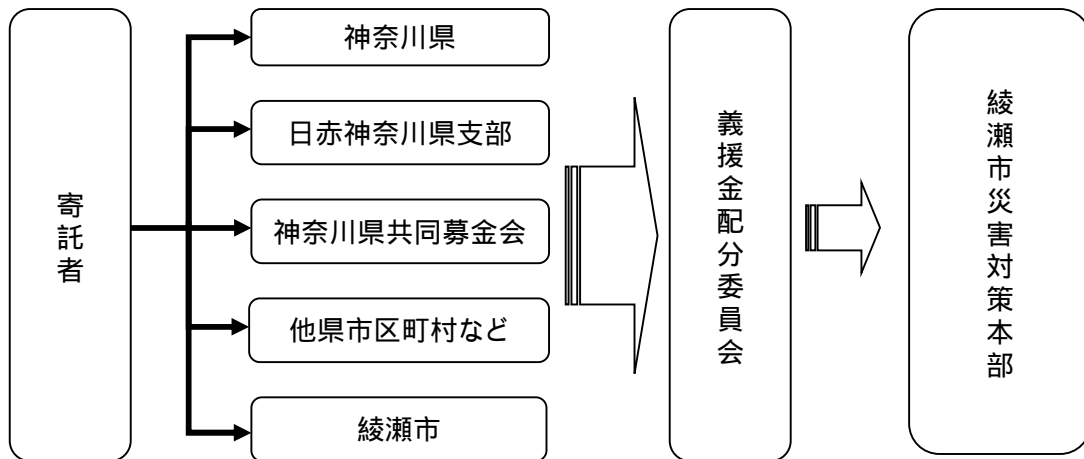 寄託者
神奈川県
日赤神奈川県支部
神奈川県共同募金会
他県市区町村など
綾瀬市
義援金配分委員会
綾瀬市災害対策本部